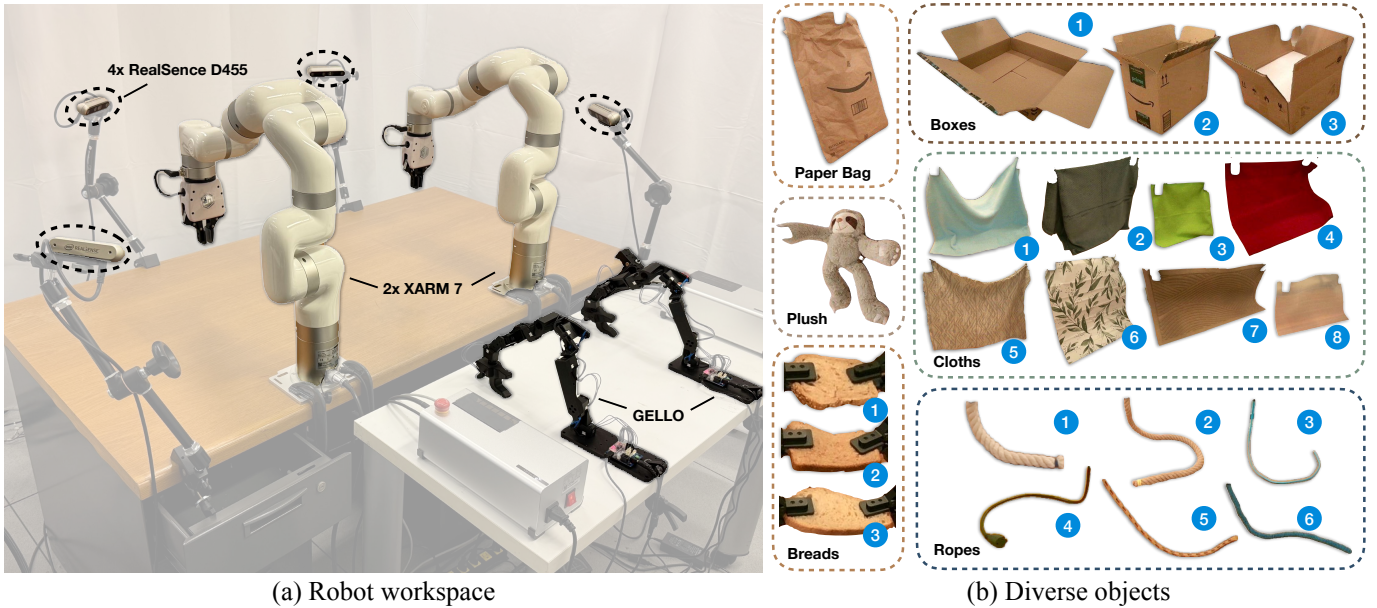 4x RealSence D455
2x XARM 7
GELLO
(a) Robot workspace
Paper Bag
Plush
1
2
3
Breads
1
2
3
Boxes
1
2
3
4
5
6
7
8
Cloths
1
2
3
4
5
6
Ropes
(b) Diverse objects